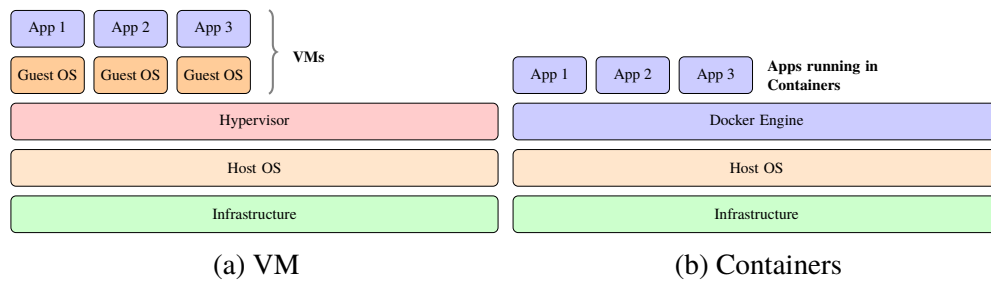 App 1 App 2 App 3
Guest OS Guest OS Guest OS
VMs
Hypervisor
Host OS
Infrastructure
(a) VM
App 1 App 2 App 3
Apps running in
Containers
Docker Engine
Host OS
Infrastructure
(b) Containers